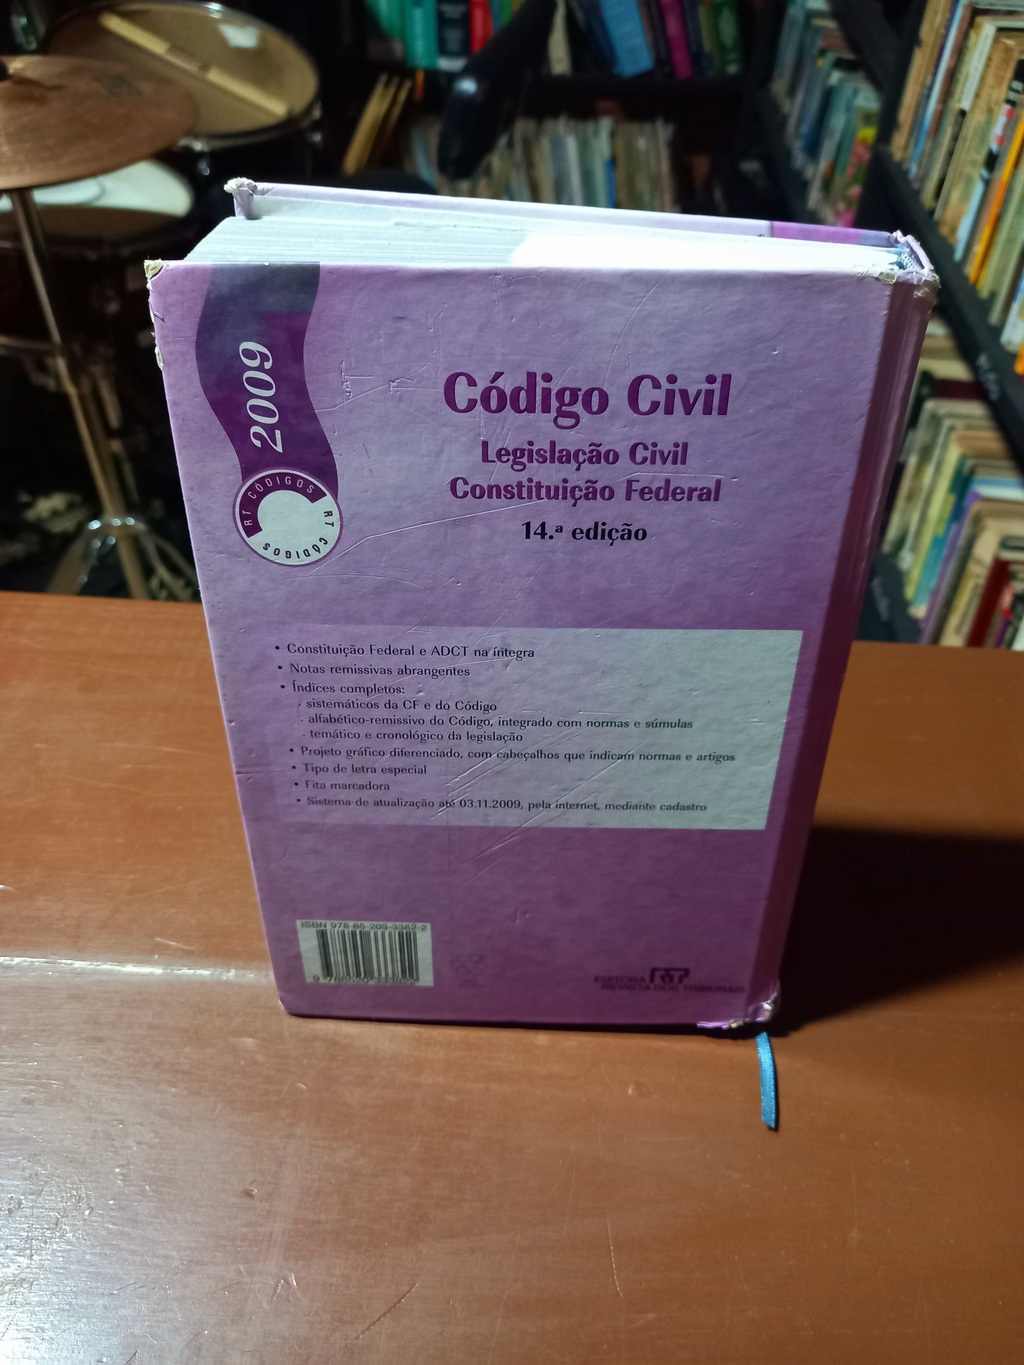 2009
RT CÓDIGOS RT CÓDIGOS
Código Civil
Legislação Civil
Constituição Federal
14.ª edição
• Constituição Federal e ADCT na íntegra
• Notas remissivas abrangentes
• Índices completos:
- sistemáticos da CF e do Código
- alfabético-remissivo do Código, integrado com normas e súmulas
- temático e cronológico da legislação
• Projeto gráfico diferenciado, com cabeçalhos que indicam normas e artigos
• Tipo de letra especial
• Fita marcadora
• Sistema de atualização até 03.11.2009, pela internet, mediante cadastro
ISBN 978-85-203-3382-2
EDITORA RT
REVISTA DOS TRIBUNAIS